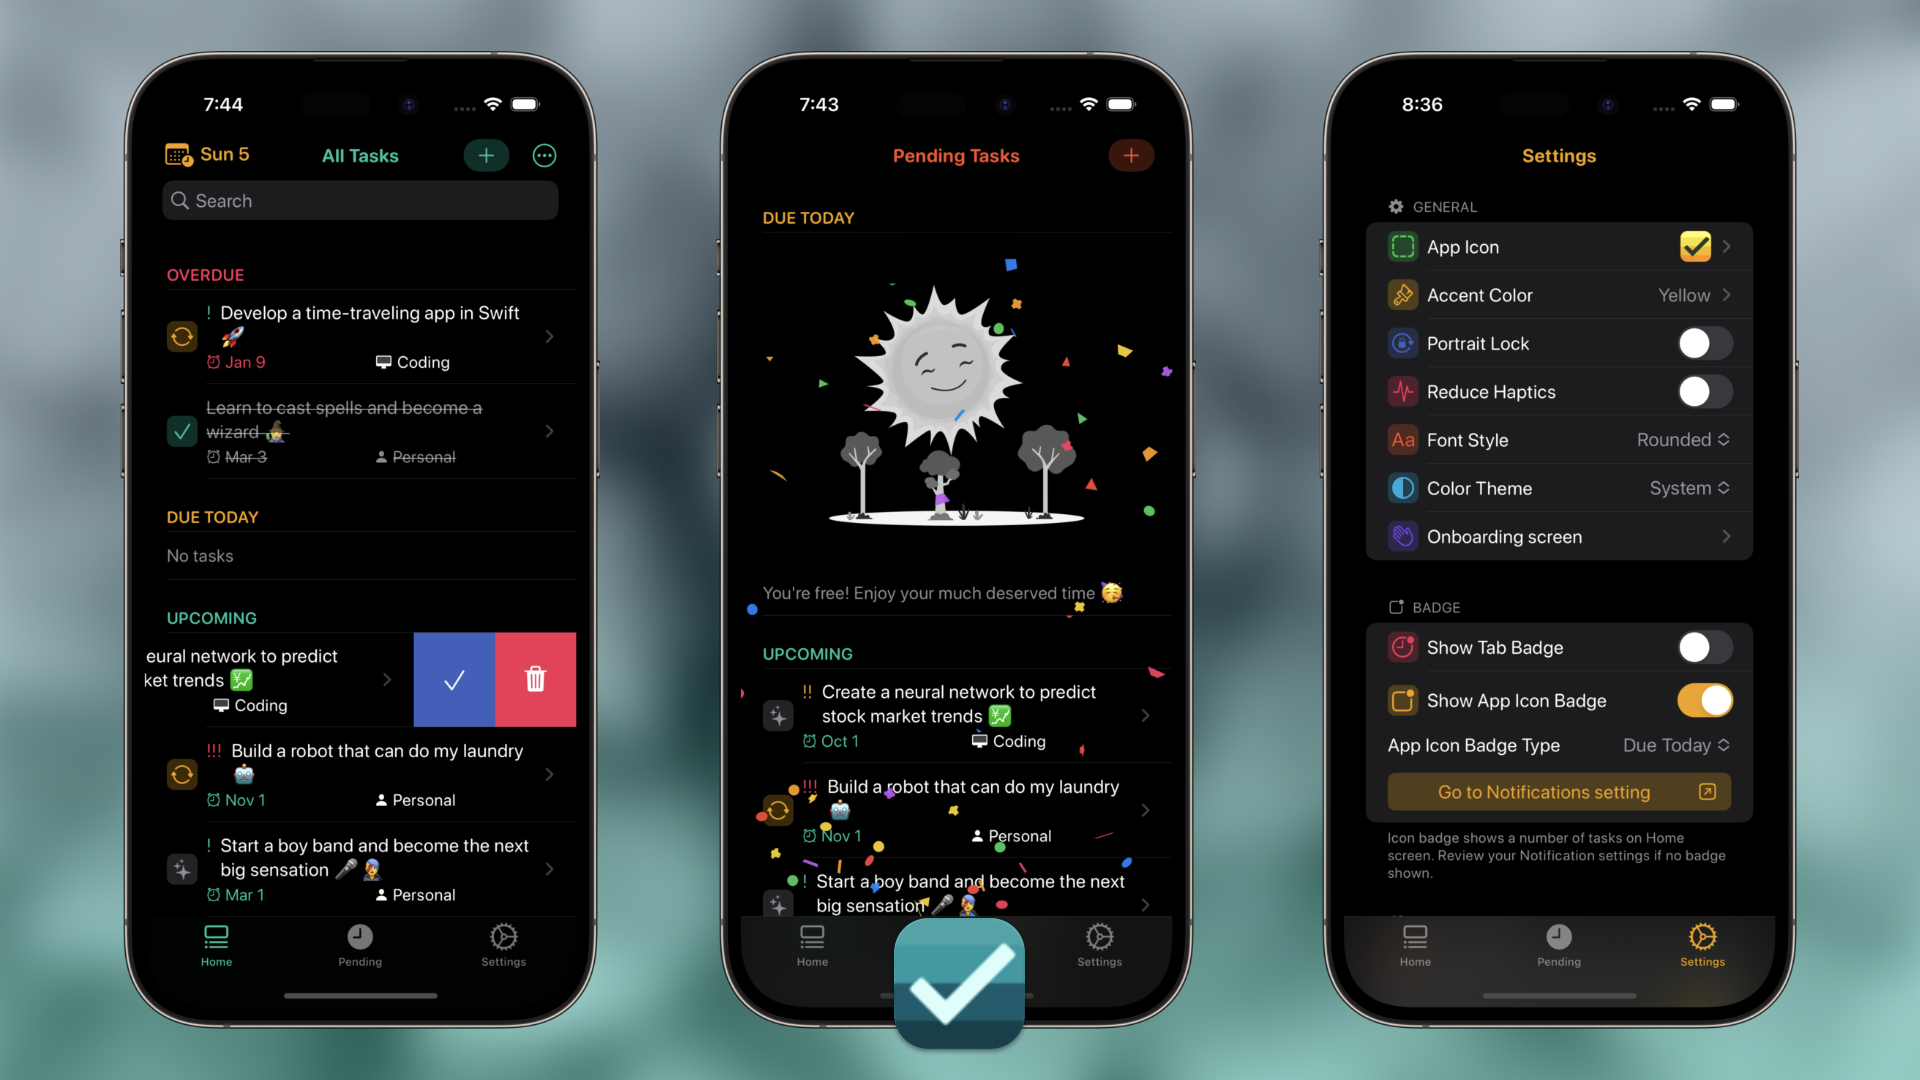 7:44
Sun 5
All Tasks
Search
OVERDUE
! Develop a time-traveling app in Swift
🚀
Jan 9
Coding
Learn to cast spells and become a
wizard 🧙
Mar 3
Personal
DUE TODAY
No tasks
UPCOMING
eural network to predict
ket trends 💹
Coding
!!! Build a robot that can do my laundry
🤖
Nov 1
Personal
! Start a boy band and become the next
big sensation 🎤 👨‍🎤
Mar 1
Personal
Home
Pending
Settings
7:43
Pending Tasks
DUE TODAY
You're free! Enjoy your much deserved time 🥳
UPCOMING
!! Create a neural network to predict
stock market trends 💹
Oct 1
Coding
!!! Build a robot that can do my laundry
🤖
Nov 1
Personal
! Start a boy band and become the next
big sensation 🎤 👨‍🎤
Home
Settings
8:36
Settings
GENERAL
App Icon
Accent Color
Yellow
Portrait Lock
Reduce Haptics
Aa Font Style
Rounded
Color Theme
System
Onboarding screen
BADGE
Show Tab Badge
Show App Icon Badge
App Icon Badge Type
Due Today
Go to Notifications setting
Icon badge shows a number of tasks on Home
screen. Review your Notification settings if no badge
shown.
Home
Pending
Settings